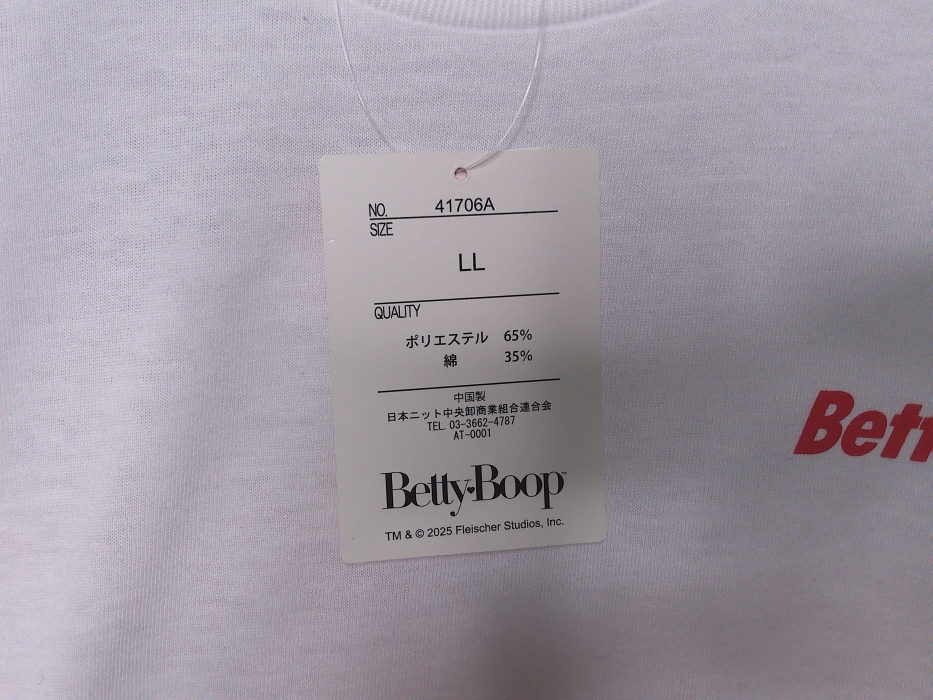 NO. 41706A
SIZE
LL
QUALITY
ポリエステル 65%
綿 35%
中国製
日本ニット中央卸商業組合連合会
TEL. 03-3662-4787
AT-0001
Betty Boop™
TM & © 2025 Fleischer Studios, Inc.
Bett